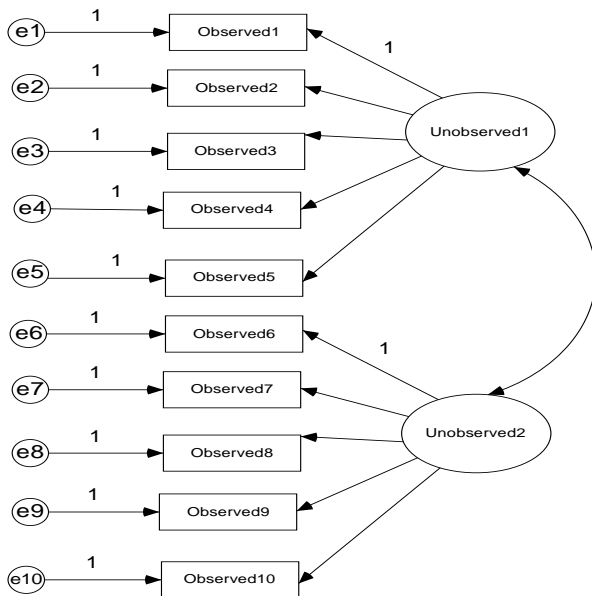 e1 1 Observed1 1
e2 1 Observed2
Unobserved1
e3 1 Observed3
e4 1 Observed4
e5 1 Observed5
e6 1 Observed6 1
e7 1 Observed7
Unobserved2
e8 1 Observed8
e9 1 Observed9
e10 1 Observed10